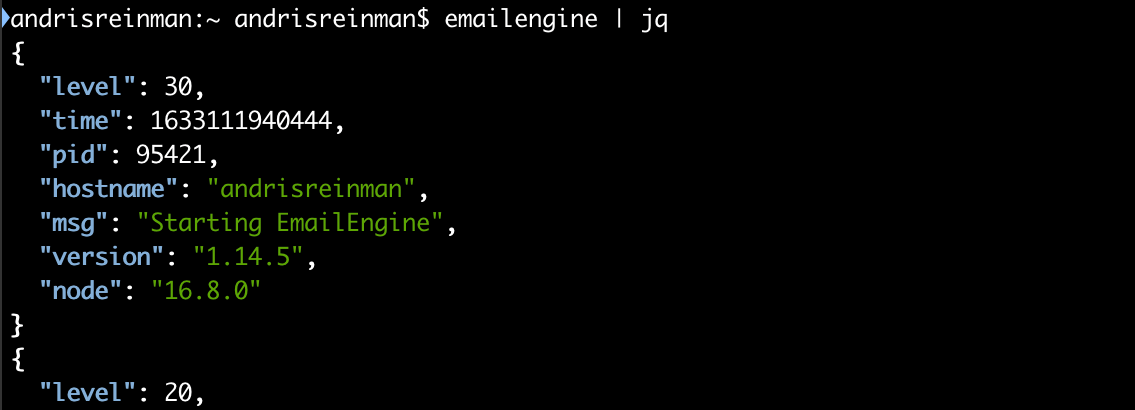 andrisreinman:~ andrisreinman$ emailengine | jq
{
  "level": 30,
  "time": 1633111940444,
  "pid": 95421,
  "hostname": "andrisreinman",
  "msg": "Starting EmailEngine",
  "version": "1.14.5",
  "node": "16.8.0"
}
{
  "level": 20,